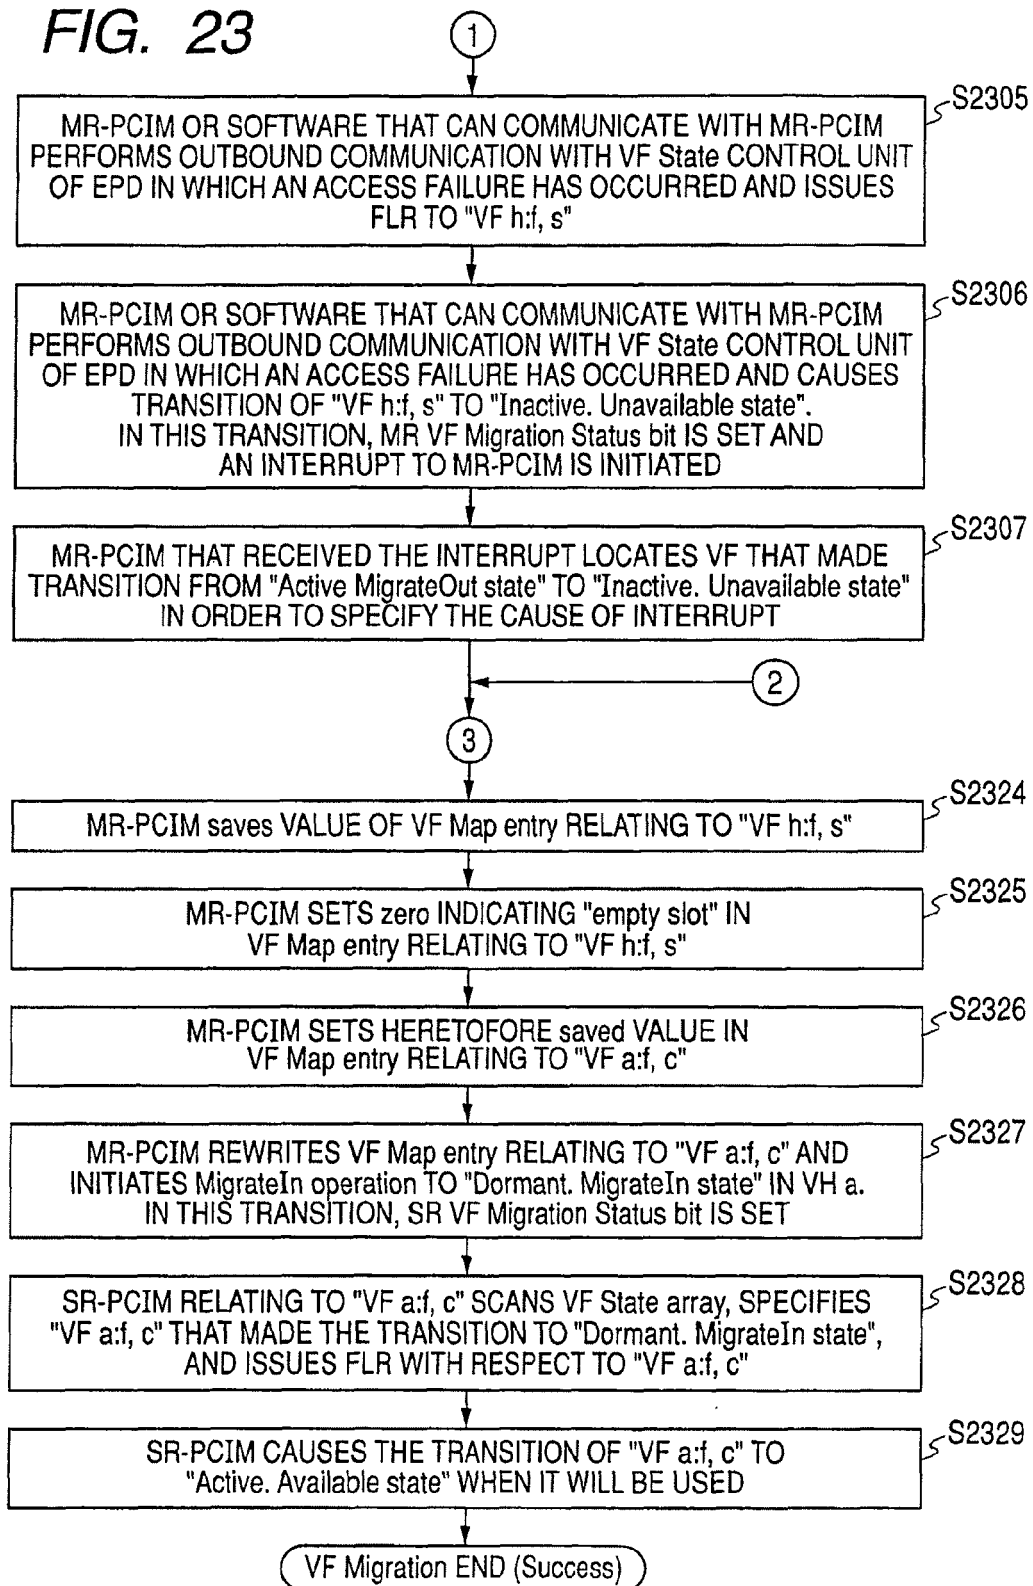 FIG. 23
1
S2305
MR-PCIM OR SOFTWARE THAT CAN COMMUNICATE WITH MR-PCIM
PERFORMS OUTBOUND COMMUNICATION WITH VF State CONTROL UNIT
OF EPD IN WHICH AN ACCESS FAILURE HAS OCCURRED AND ISSUES
FLR TO "VF h:f, s"
S2306
MR-PCIM OR SOFTWARE THAT CAN COMMUNICATE WITH MR-PCIM
PERFORMS OUTBOUND COMMUNICATION WITH VF State CONTROL UNIT
OF EPD IN WHICH AN ACCESS FAILURE HAS OCCURRED AND CAUSES
TRANSITION OF "VF h:f, s" TO "Inactive. Unavailable state".
IN THIS TRANSITION, MR VF Migration Status bit IS SET AND
AN INTERRUPT TO MR-PCIM IS INITIATED
S2307
MR-PCIM THAT RECEIVED THE INTERRUPT LOCATES VF THAT MADE
TRANSITION FROM "Active MigrateOut state" TO "Inactive. Unavailable state"
IN ORDER TO SPECIFY THE CAUSE OF INTERRUPT
2
3
S2324
MR-PCIM saves VALUE OF VF Map entry RELATING TO "VF h:f, s"
S2325
MR-PCIM SETS zero INDICATING "empty slot" IN
VF Map entry RELATING TO "VF h:f, s"
S2326
MR-PCIM SETS HERETOFORE saved VALUE IN
VF Map entry RELATING TO "VF a:f, c"
S2327
MR-PCIM REWRITES VF Map entry RELATING TO "VF a:f, c" AND
INITIATES MigrateIn operation TO "Dormant. MigrateIn state" IN VH a.
IN THIS TRANSITION, SR VF Migration Status bit IS SET
S2328
SR-PCIM RELATING TO "VF a:f, c" SCANS VF State array, SPECIFIES
"VF a:f, c" THAT MADE THE TRANSITION TO "Dormant. MigrateIn state",
AND ISSUES FLR WITH RESPECT TO "VF a:f, c"
S2329
SR-PCIM CAUSES THE TRANSITION OF "VF a:f, c" TO
"Active. Available state" WHEN IT WILL BE USED
VF Migration END (Success)